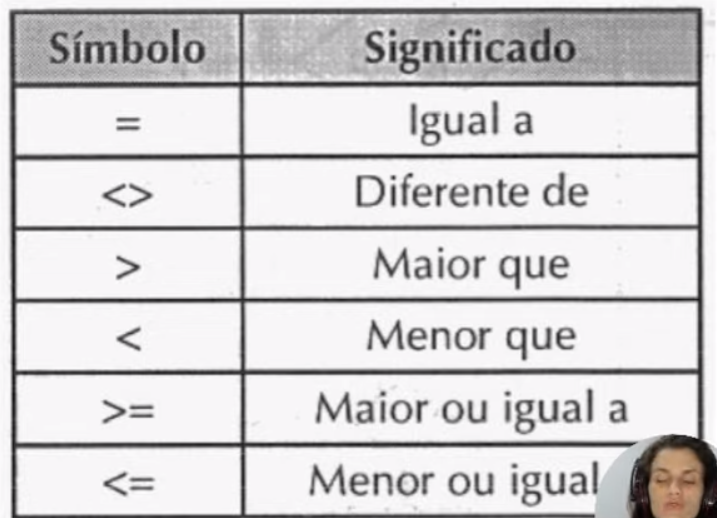 Símbolo Significado
= Igual a
<> Diferente de
> Maior que
< Menor que
>= Maior ou igual a
<= Menor ou igual